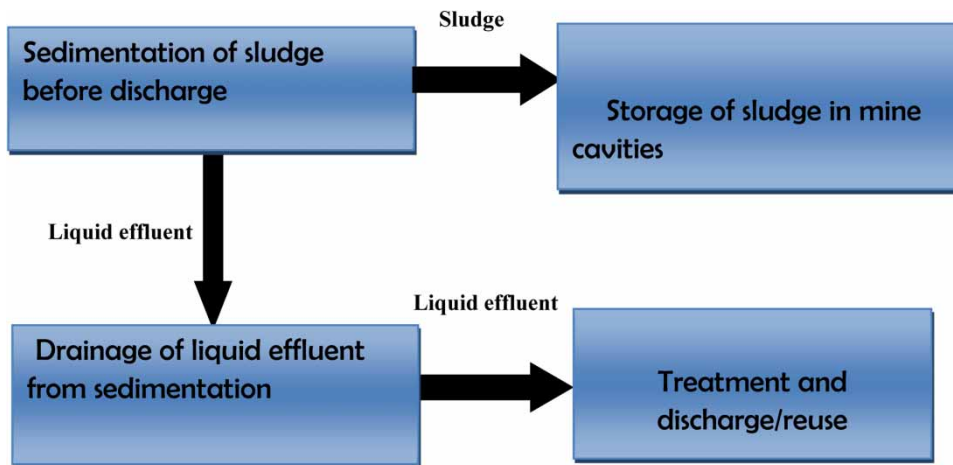 Sludge
Sedimentation of sludge
before discharge
Storage of sludge in mine
cavities
Liquid effluent
Liquid effluent
Drainage of liquid effluent
from sedimentation
Treatment and
discharge/reuse